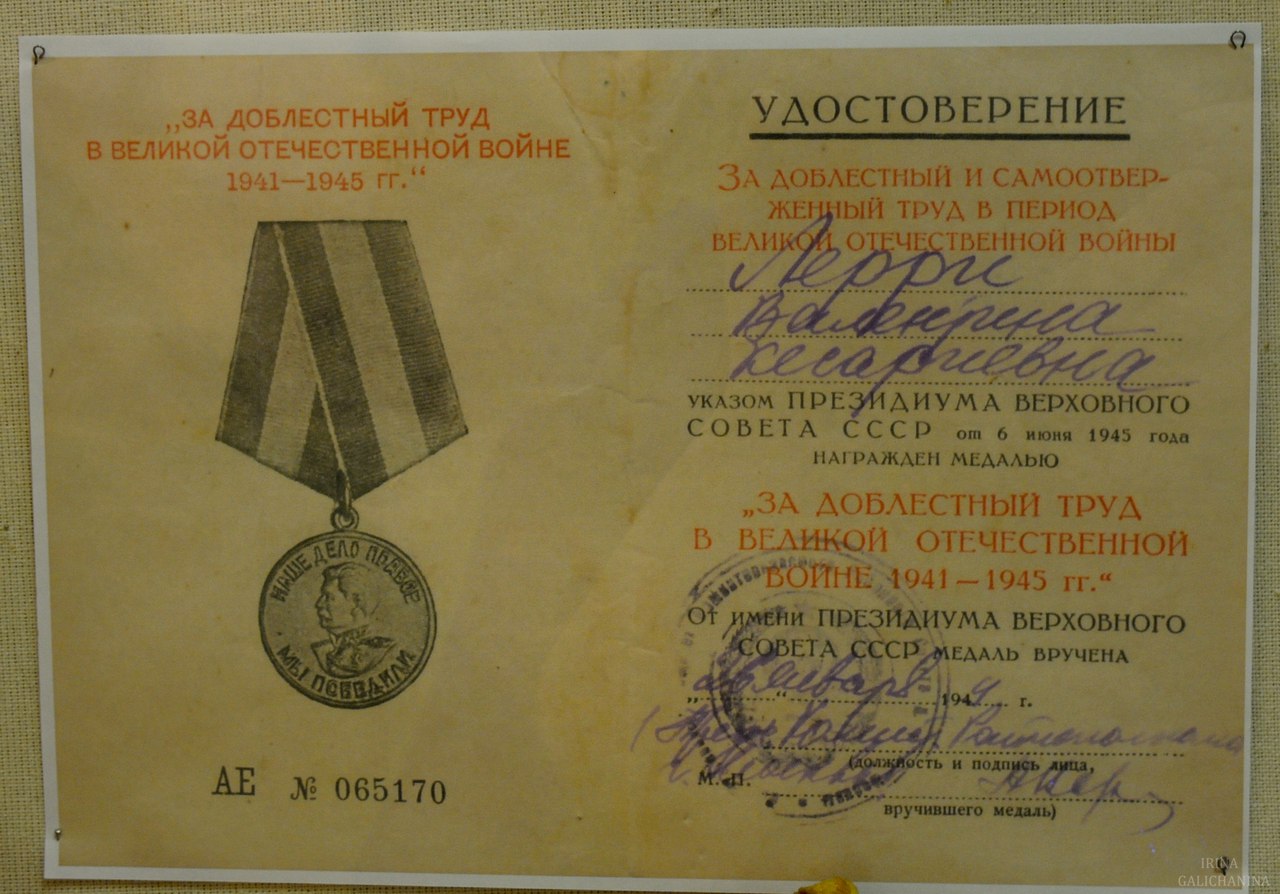 „ЗА ДОБЛЕСТНЫЙ ТРУД
В ВЕЛИКОЙ ОТЕЧЕСТВЕННОЙ ВОЙНЕ
1941—1945 гг.“
НАШЕ ДЕЛО ПРАВОЕ
МЫ ПОБЕДИЛИ
АЕ № 065170
УДОСТОВЕРЕНИЕ
ЗА ДОБЛЕСТНЫЙ И САМООТВЕР-
ЖЕННЫЙ ТРУД В ПЕРИОД
ВЕЛИКОЙ ОТЕЧЕСТВЕННОЙ ВОЙНЫ
Лерри
Валентина
Кесариевна
УКАЗОМ ПРЕЗИДИУМА ВЕРХОВНОГО
СОВЕТА СССР от 6 июня 1945 года
НАГРАЖДЕН МЕДАЛЬЮ
„ЗА ДОБЛЕСТНЫЙ ТРУД
В ВЕЛИКОЙ ОТЕЧЕСТВЕННОЙ
ВОЙНЕ 1941—1945 гг.“
От имени ПРЕЗИДИУМА ВЕРХОВНОГО
СОВЕТА СССР МЕДАЛЬ ВРУЧЕНА
января 194 г.
(должность и подпись лица,
М. П.
вручившего медаль)
IRINA
GALICHANINA